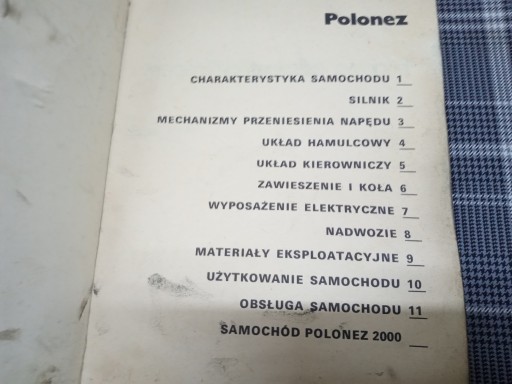 Polonez
CHARAKTERYSTYKA SAMOCHODU 1
SILNIK 2
MECHANIZMY PRZENIESIENIA NAPĘDU 3
UKŁAD HAMULCOWY 4
UKŁAD KIEROWNICZY 5
ZAWIESZENIE I KOŁA 6
WYPOSAŻENIE ELEKTRYCZNE 7
NADWOZIE 8
MATERIAŁY EKSPLOATACYJNE 9
UŻYTKOWANIE SAMOCHODU 10
OBSŁUGA SAMOCHODU 11
SAMOCHÓD POLONEZ 2000